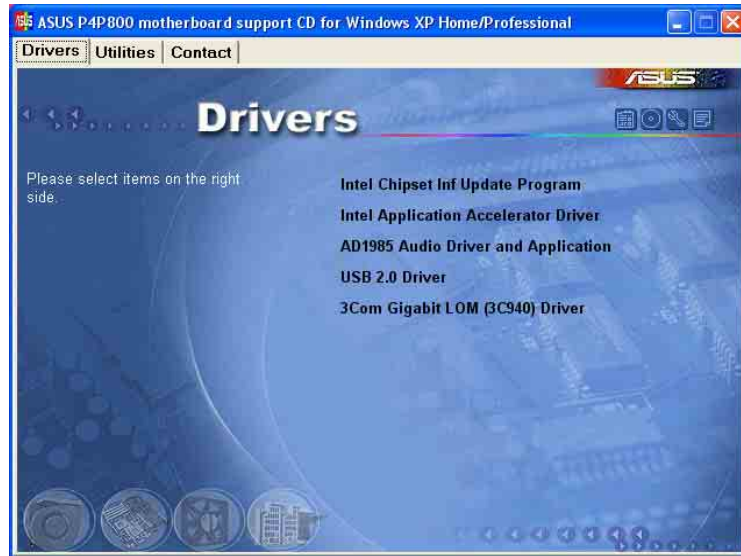 ASUS P4P800 motherboard support CD for Windows XP Home/Professional
Drivers Utilities Contact
ASUS
Drivers
Please select items on the right
side.
Intel Chipset Inf Update Program
Intel Application Accelerator Driver
AD1985 Audio Driver and Application
USB 2.0 Driver
3Com Gigabit LOM (3C940) Driver